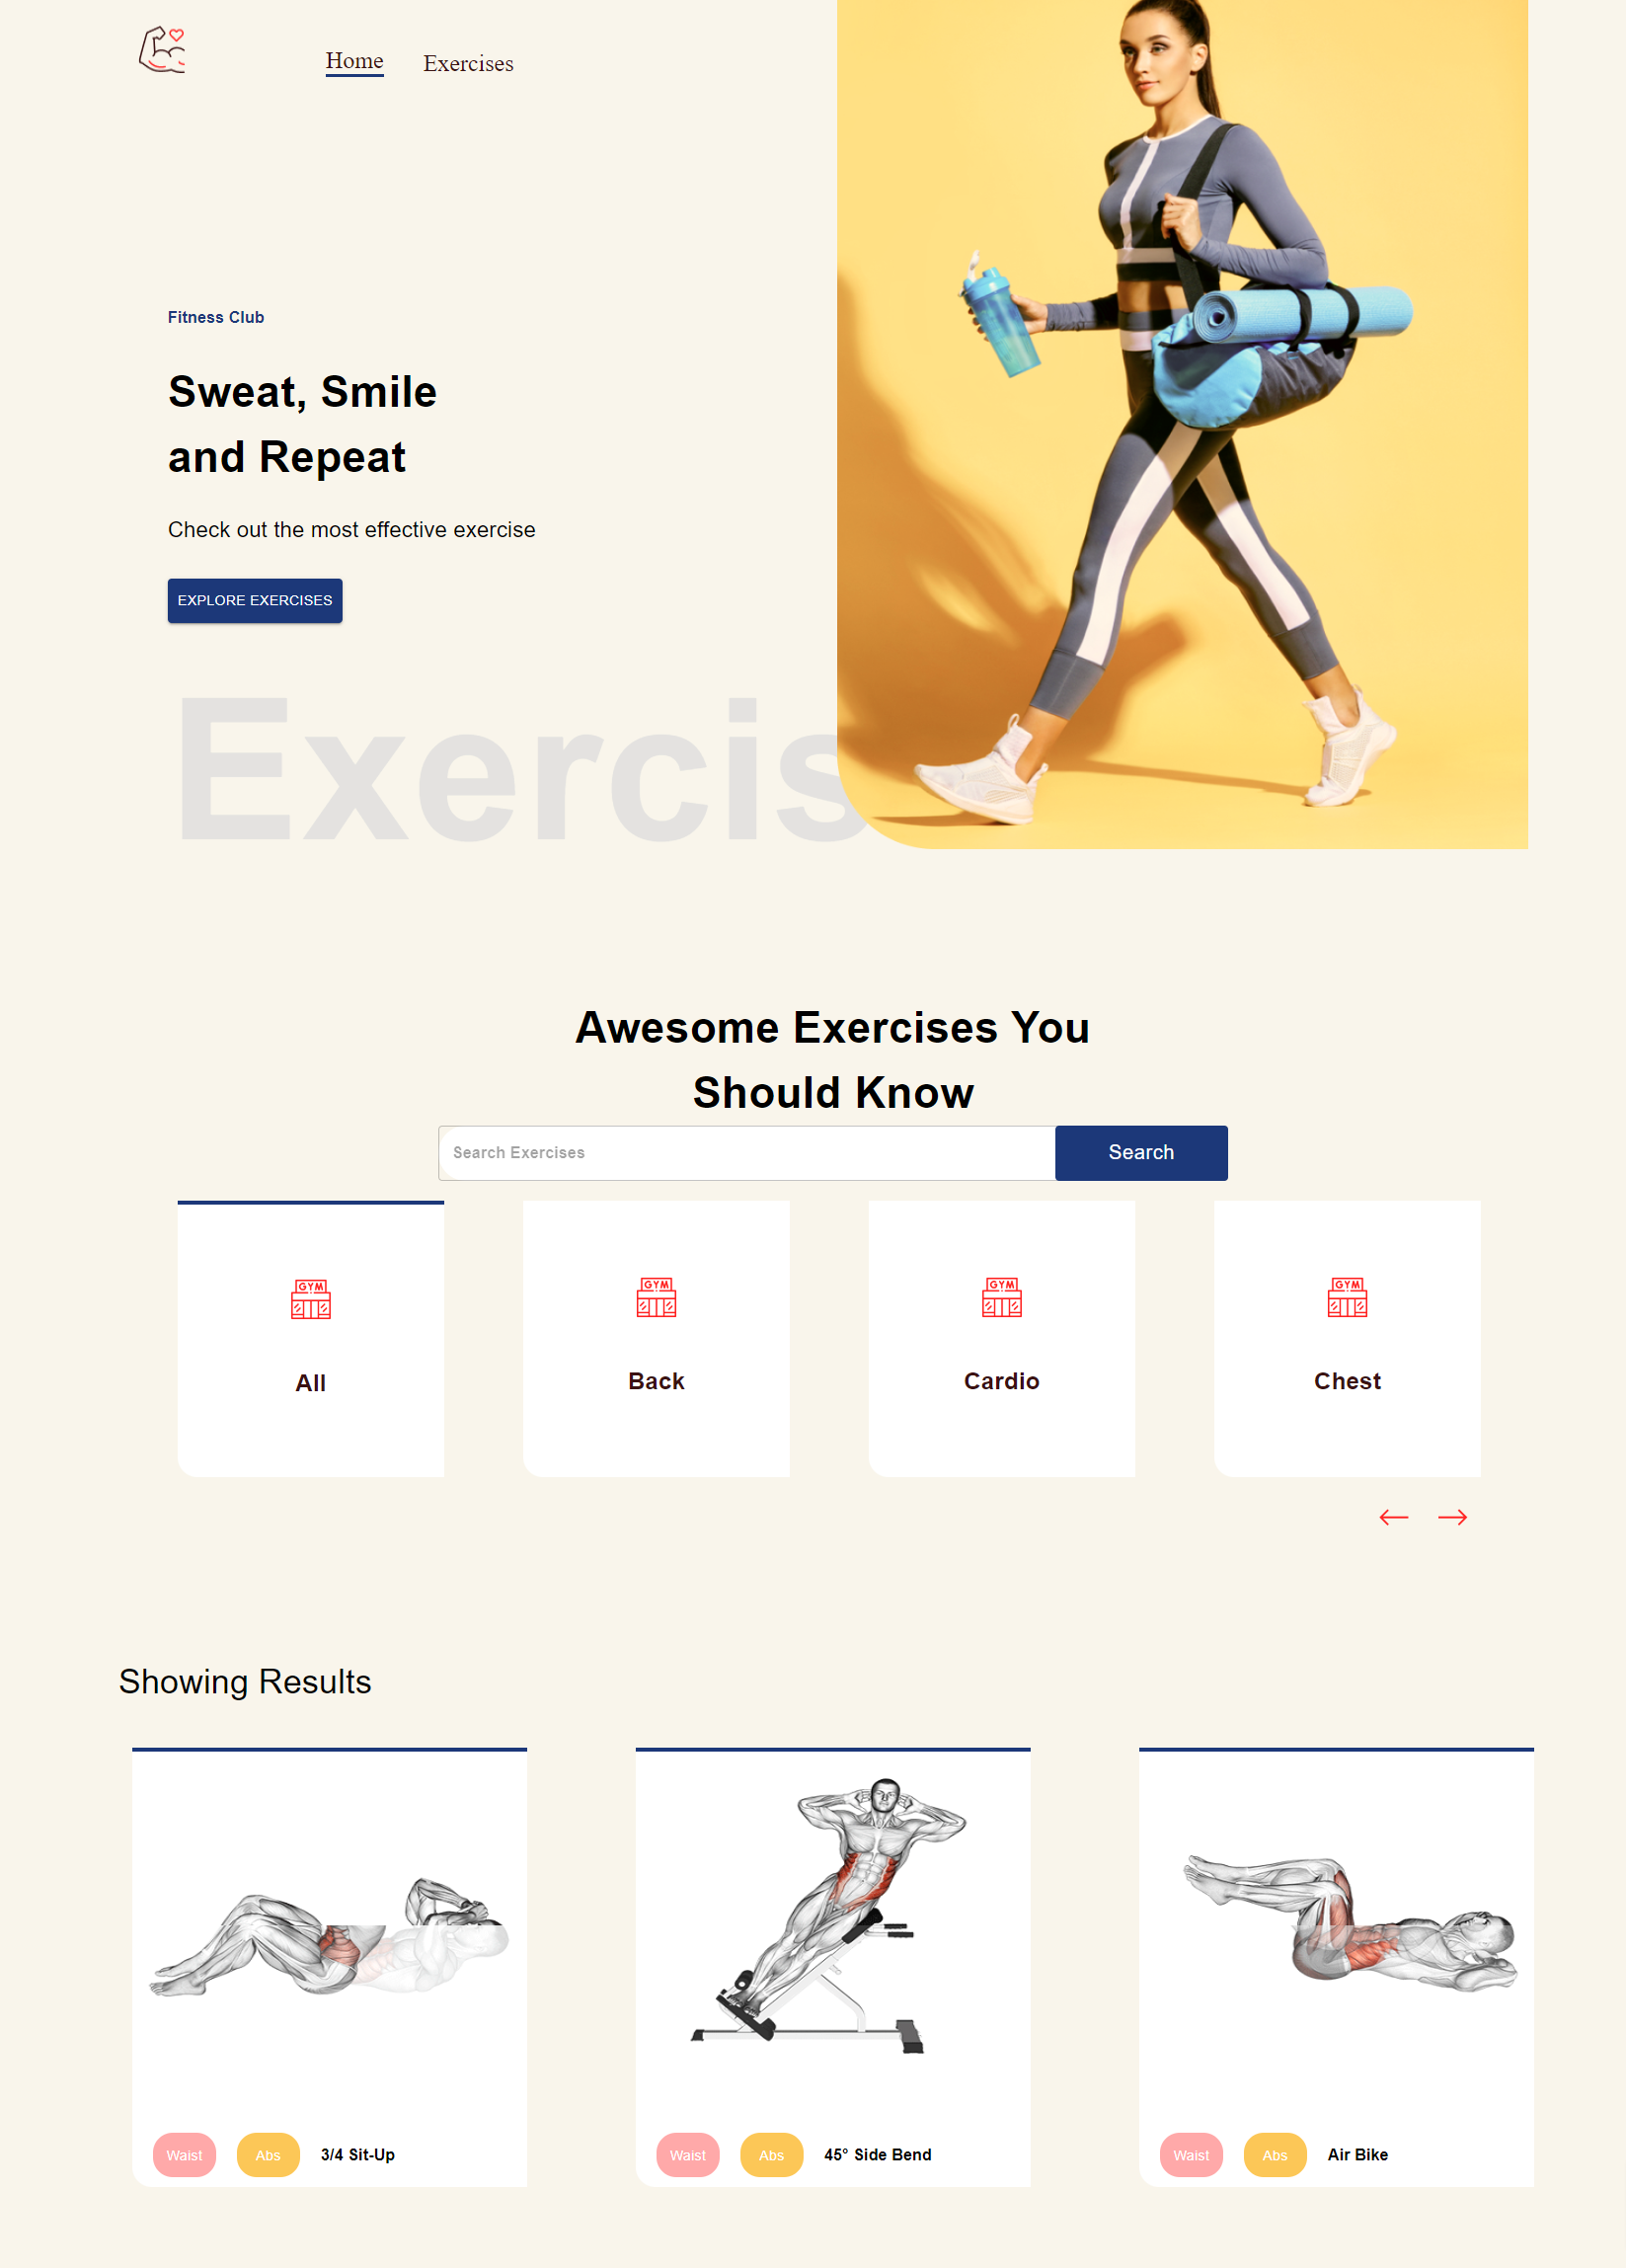 Home
Exercises
Fitness Club
Sweat, Smile
and Repeat
Check out the most effective exercise
EXPLORE EXERCISES
Exercis
Awesome Exercises You
Should Know
Search Exercises
Search
GYM
GYM
GYM
GYM
All
Back
Cardio
Chest
Showing Results
Waist
Abs
3/4 Sit-Up
Waist
Abs
45° Side Bend
Waist
Abs
Air Bike